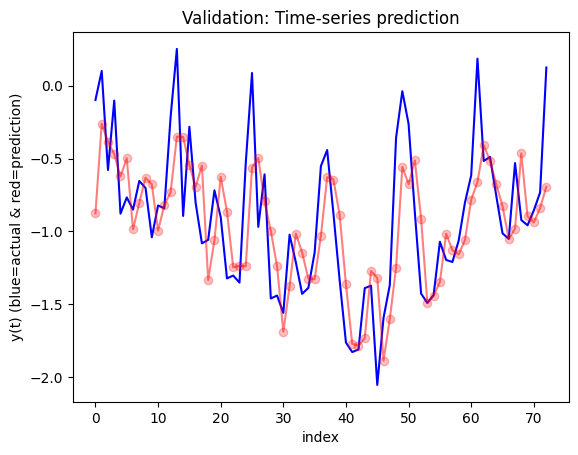 Validation: Time-series prediction
y(t) (blue=actual & red=prediction)
0.0
−0.5
−1.0
−1.5
−2.0
0 10 20 30 40 50 60 70
index